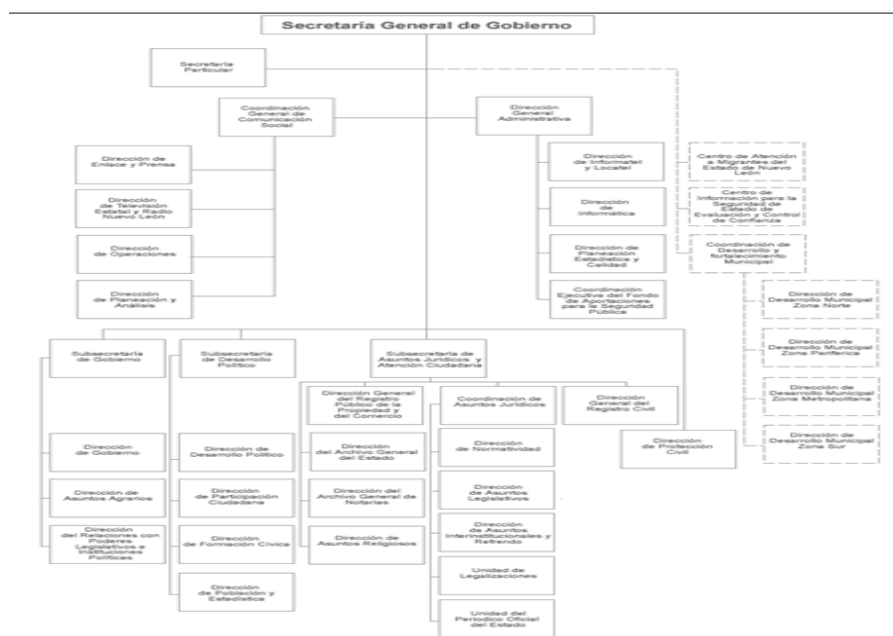 Secretaría General de Gobierno
Secretaría
Particular
Coordinación
General de
Comunicación
Social
Dirección
General
Administrativa
Dirección de
Enlace y Prensa
Dirección
de Televisión
Estatal y Radio
Nuevo León
Dirección
de Operaciones
Dirección
de Planeación y
Análisis
Dirección
de Informatel
y Locatel
Dirección
de
Informática
Dirección de
Planeación
Estadística y
Calidad
Coordinación
Ejecutiva del Fondo
de Aportaciones
para la Seguridad
Pública
Centro de Atención
a Migrantes del
Estado de Nuevo
León
Centro de
Información para la
Seguridad de
Estado de
Evaluación y Control
de Confianza
Coordinación de
Desarrollo y
fortalecimiento
Municipal
Dirección de
Desarrollo Municipal
Zona Norte
Dirección de
Desarrollo Municipal
Zona Periférica
Dirección de
Desarrollo Municipal
Zona Metropolitana
Dirección de
Desarrollo Municipal
Zona Sur
Subsecretaría
de Gobierno
Dirección
de Gobierno
Dirección de
Asuntos Agrarios
Dirección
del Relaciones con
Poderes
Legislativos e
Instituciones
Políticas
Subsecretaría
de Desarrollo
Político
Dirección
de Desarrollo Político
Dirección
de Participación
Ciudadana
Dirección
de Formación Cívica
Dirección
de Población y
Estadística
Subsecretaría de
Asuntos Jurídicos y
Atención Ciudadana
Dirección General
del Registro
Público de la
Propiedad y
del Comercio
Dirección
del Archivo General
del Estado
Dirección del
Archivo General de
Notarías
Dirección de
Asuntos Religiosos
Coordinación de
Asuntos Jurídicos
Dirección
de Normatividad
Dirección
de Asuntos
Legislativos
Dirección
de Asuntos
Interinstitucionales y
Refrendo
Unidad de
Legalizaciones
Unidad del
Periodico Oficial
del Estado
Dirección
General del
Registro Civil
Dirección
de Protección
Civil